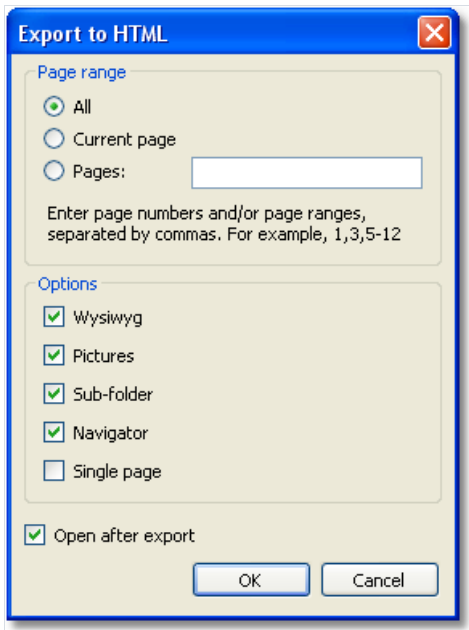 Export to HTML
Page range
All
Current page
Pages:
Enter page numbers and/or page ranges,
separated by commas. For example, 1,3,5-12
Options
Wysiwyg
Pictures
Sub-folder
Navigator
Single page
Open after export
OK Cancel